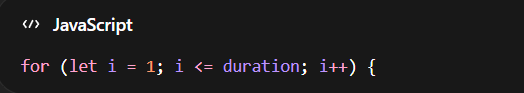 </> JavaScript
for (let i = 1; i <= duration; i++) {